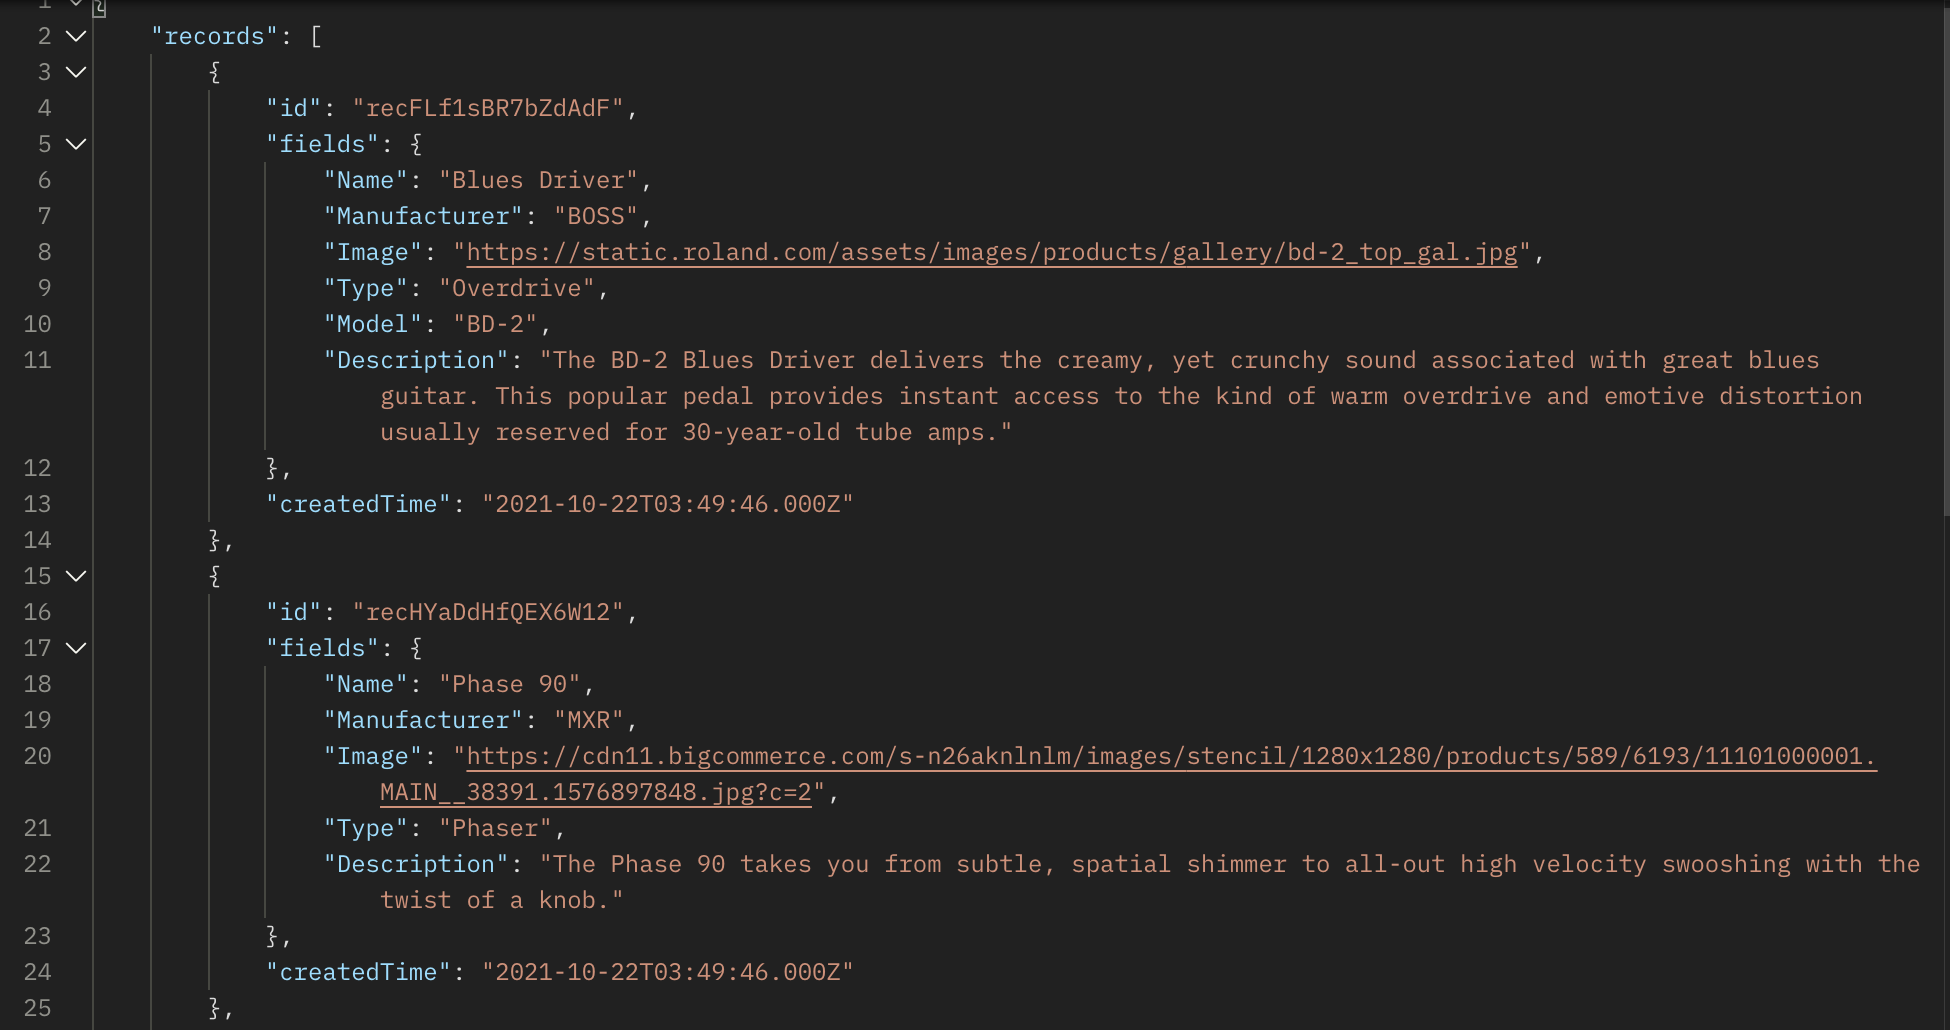 1 {
2 "records": [
3 {
4 "id": "recFLf1sBR7bZdAdF",
5 "fields": {
6 "Name": "Blues Driver",
7 "Manufacturer": "BOSS",
8 "Image": "https://static.roland.com/assets/images/products/gallery/bd-2_top_gal.jpg",
9 "Type": "Overdrive",
10 "Model": "BD-2",
11 "Description": "The BD-2 Blues Driver delivers the creamy, yet crunchy sound associated with great blues
guitar. This popular pedal provides instant access to the kind of warm overdrive and emotive distortion
usually reserved for 30-year-old tube amps."
12 },
13 "createdTime": "2021-10-22T03:49:46.000Z"
14 },
15 {
16 "id": "recHYaDdHfQEX6W12",
17 "fields": {
18 "Name": "Phase 90",
19 "Manufacturer": "MXR",
20 "Image": "https://cdn11.bigcommerce.com/s-n26aknlnlm/images/stencil/1280x1280/products/589/6193/11101000001.
MAIN__38391.1576897848.jpg?c=2",
21 "Type": "Phaser",
22 "Description": "The Phase 90 takes you from subtle, spatial shimmer to all-out high velocity swooshing with the
twist of a knob."
23 },
24 "createdTime": "2021-10-22T03:49:46.000Z"
25 },